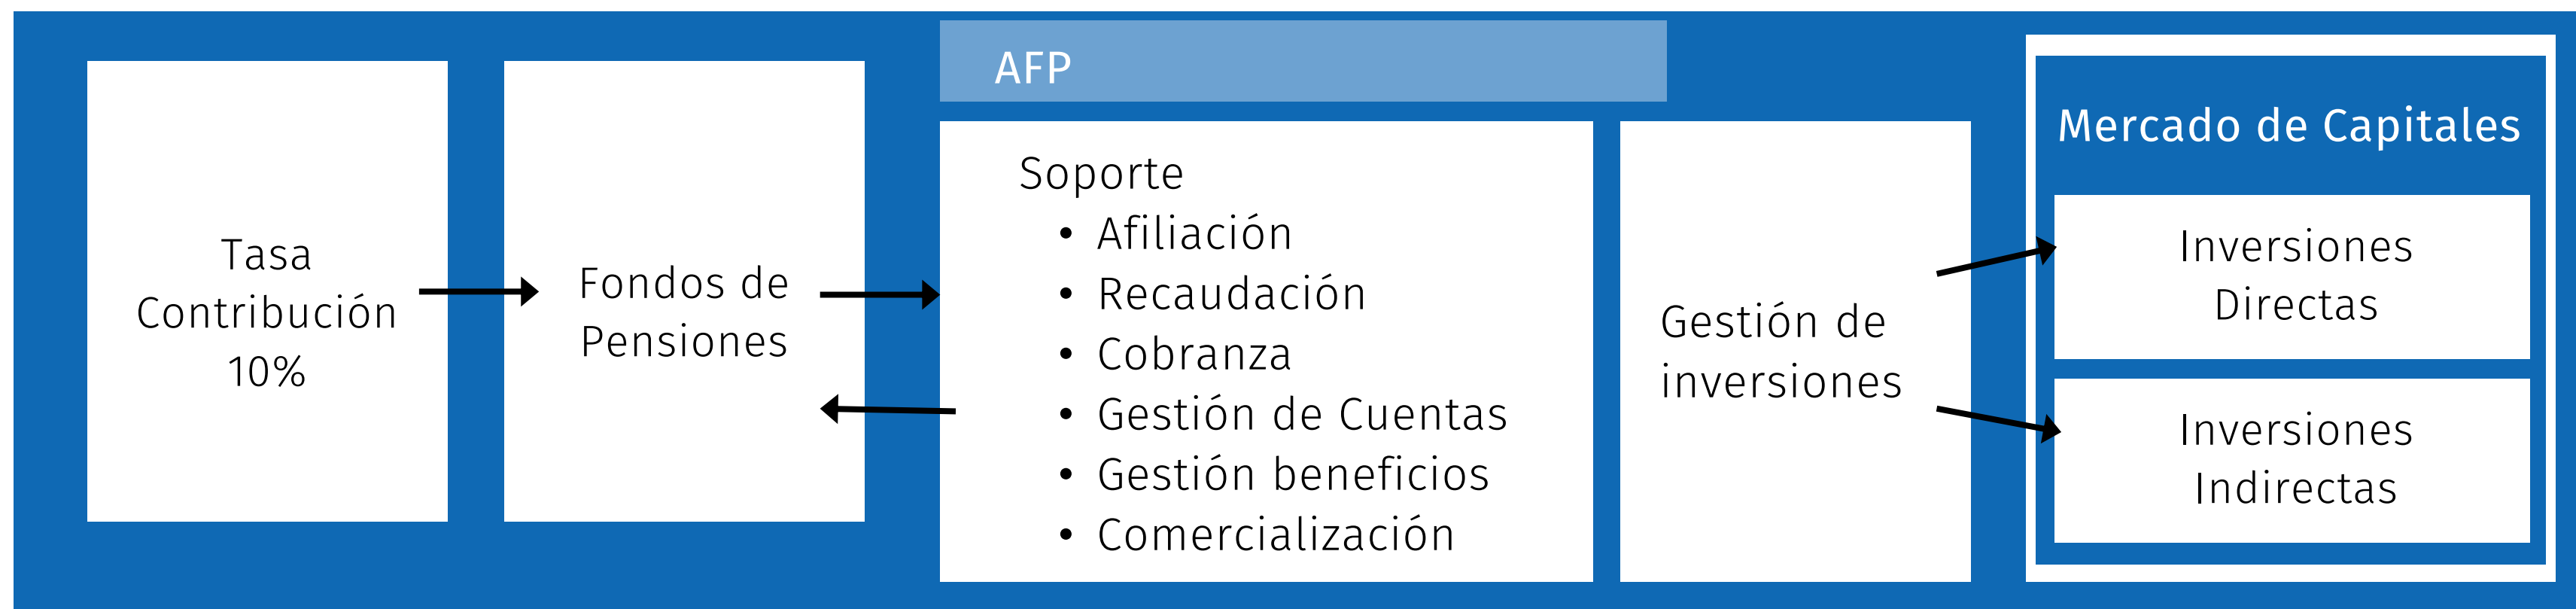 Tasa
Contribución
10%
Fondos de
Pensiones
AFP
Soporte
• Afiliación
• Recaudación
• Cobranza
• Gestión de Cuentas
• Gestión beneficios
• Comercialización
Gestión de
inversiones
Mercado de Capitales
Inversiones
Directas
Inversiones
Indirectas